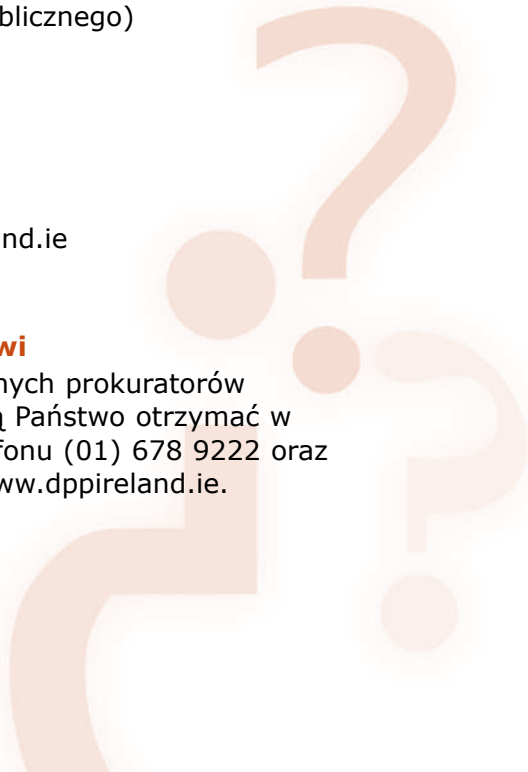 blicznego)
nd.ie
wi
nych prokuratorów
ą Państwo otrzymać w
fonu (01) 678 9222 oraz
ww.dppireland.ie.